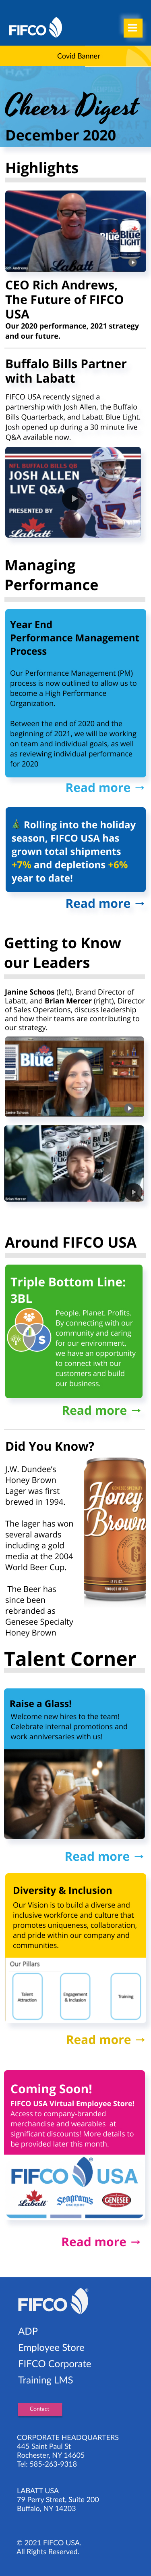 FIFCO
Covid Banner
Cheers Digest
December 2020
Highlights
Rich Andrews
Labatt
Blue
LIGHT
CEO Rich Andrews,
The Future of FIFCO
USA
Our 2020 performance, 2021 strategy
and our future.
Buffalo Bills Partner
with Labatt
FIFCO USA recently signed a
partnership with Josh Allen, the Buffalo
Bills Quarterback, and Labatt Blue Light.
Josh opened up during a 30 minute live
Q&A available now.
NFL BUFFALO BILLS QB
JOSH ALLEN
LIVE Q&A
PRESENTED BY
Labatt
Managing
Performance
Year End
Performance Management
Process
Our Performance Management (PM)
process is now outlined to allow us to
become a High Performance
Organization.
Between the end of 2020 and the
beginning of 2021, we will be working
on team and individual goals, as well
as reviewing individual performance
for 2020
Read more →
Rolling into the holiday
season, FIFCO USA has
grown total shipments
+7% and depletions +6%
year to date!
Read more →
Getting to Know
our Leaders
Janine Schoos (left), Brand Director of
Labatt, and Brian Mercer (right), Director
of Sales Operations, discuss leadership
and how their teams are contributing to
our strategy.
Blue
Janine Schoos
Brian Mercer
Around FIFCO USA
Triple Bottom Line:
3BL
People. Planet. Profits.
By connecting with our
community and caring
for our environment,
we have an opportunity
to connect iwth our
customers and build
our business.
Read more →
Did You Know?
J.W. Dundee's
Honey Brown
Lager was first
brewed in 1994.
The lager has won
several awards
including a gold
media at the 2004
World Beer Cup.
The Beer has
since been
rebranded as
Genesee Specialty
Honey Brown
Honey
Brown
Talent Corner
Raise a Glass!
Welcome new hires to the team!
Celebrate internal promotions and
work anniversaries with us!
Read more →
Diversity & Inclusion
Our Vision is to build a diverse and
inclusive workforce and culture that
promotes uniqueness, collaboration,
and pride within our company and
communities.
Our Pillars
Talent
Attraction
Engagement
& Inclusion
Training
Read more →
Coming Soon!
FIFCO USA Virtual Employee Store!
Access to company-branded
merchandise and wearables at
significant discounts! More details to
be provided later this month.
FIFCO USA
Labatt
Seagram's
escapes
GENESEE
Read more →
FIFCO
ADP
Employee Store
FIFCO Corporate
Training LMS
Contact
CORPORATE HEADQUARTERS
445 Saint Paul St
Rochester, NY 14605
Tel: 585-263-9318
LABATT USA
79 Perry Street, Suite 200
Buffalo, NY 14203
© 2021 FIFCO USA.
All Rights Reserved.